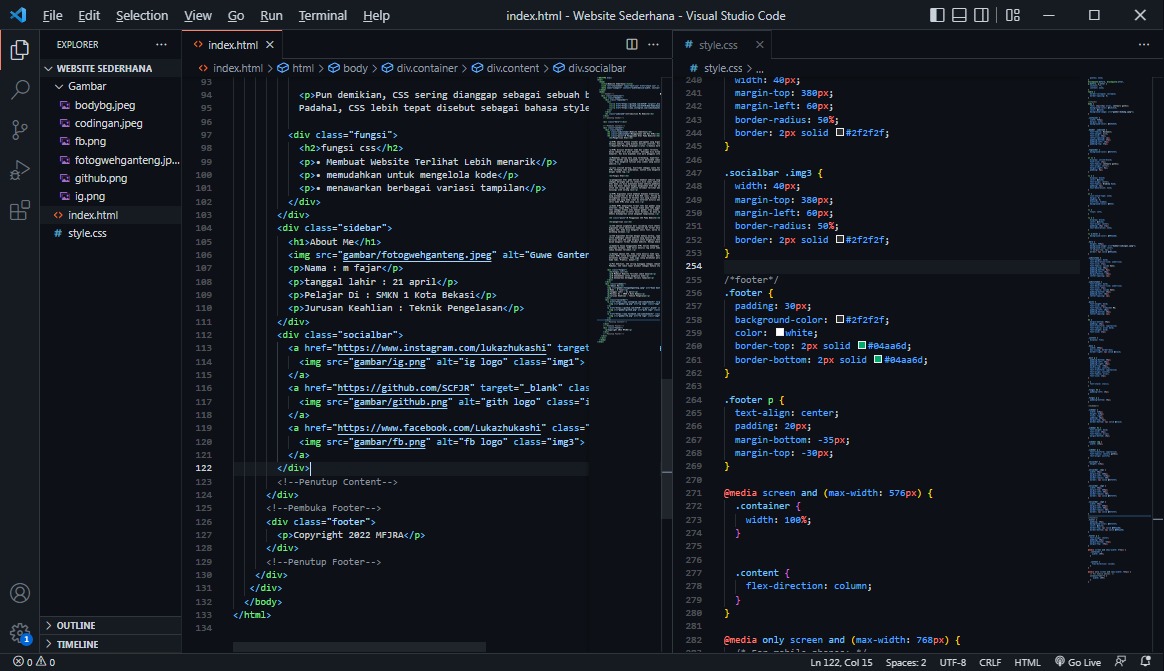 File Edit Selection View Go Run Terminal Help
index.html - Website Sederhana - Visual Studio Code
EXPLORER
WEBSITE SEDERHANA
Gambar
bodybg.jpeg
codingan.jpeg
fb.png
fotogwehganteng.jp...
github.png
ig.png
index.html
style.css
OUTLINE
TIMELINE
index.html
index.html > html > body > div.container > div.content > div.socialbar
93
94 <p>Pun demikian, CSS sering dianggap sebagai sebuah b
95 Padahal, CSS lebih tepat disebut sebagai bahasa style
96
97 <div class="fungsi">
98 <h2>fungsi css</h2>
99 <p>• Membuat Website Terlihat Lebih menarik</p>
100 <p>• memudahkan untuk mengelola kode</p>
101 <p>• menawarkan berbagai variasi tampilan</p>
102 </div>
103 </div>
104 <div class="sidebar">
105 <h1>About Me</h1>
106 <img src="gambar/fotogwehganteng.jpeg" alt="Guwe Ganten
107 <p>Nama : m fajar</p>
108 <p>tanggal lahir : 21 april</p>
109 <p>Pelajar Di : SMKN 1 Kota Bekasi</p>
110 <p>Jurusan Keahlian : Teknik Pengelasan</p>
111 </div>
112 <div class="socialbar">
113 <a href="https://www.instagram.com/lukazhukashi" target
114 <img src="gambar/ig.png" alt="ig logo" class="img1">
115 </a>
116 <a href="https://github.com/SCFJR" target="_blank" clas
117 <img src="gambar/github.png" alt="gith logo" class="i
118 </a>
119 <a href="https://www.facebook.com/Lukazhukashi" class="
120 <img src="gambar/fb.png" alt="fb logo" class="img3">
121 </a>
122 </div>
123 <!--Penutup Content-->
124 </div>
125 <!--Pembuka Footer-->
126 <div class="footer">
127 <p>Copyright 2022 MFJRA</p>
128 </div>
129 <!--Penutup Footer-->
130 </div>
131 </div>
132 </body>
133 </html>
134
style.css
style.css > ...
240 width: 40px;
241 margin-top: 380px;
242 margin-left: 60px;
243 border-radius: 50%;
244 border: 2px solid #2f2f2f;
245 }
246
247 .socialbar .img3 {
248 width: 40px;
249 margin-top: 380px;
250 margin-left: 60px;
251 border-radius: 50%;
252 border: 2px solid #2f2f2f;
253 }
254
255 /*footer*/
256 .footer {
257 padding: 30px;
258 background-color: #2f2f2f;
259 color: white;
260 border-top: 2px solid #04aa6d;
261 border-bottom: 2px solid #04aa6d;
262 }
263
264 .footer p {
265 text-align: center;
266 padding: 20px;
267 margin-bottom: -35px;
268 margin-top: -30px;
269 }
270
271 @media screen and (max-width: 576px) {
272 .container {
273 width: 100%;
274 }
275
276
277 .content {
278 flex-direction: column;
279 }
280 }
281
282 @media only screen and (max-width: 768px) {
1
0 0
Ln 122, Col 15 Spaces: 2 UTF-8 CRLF HTML Go Live